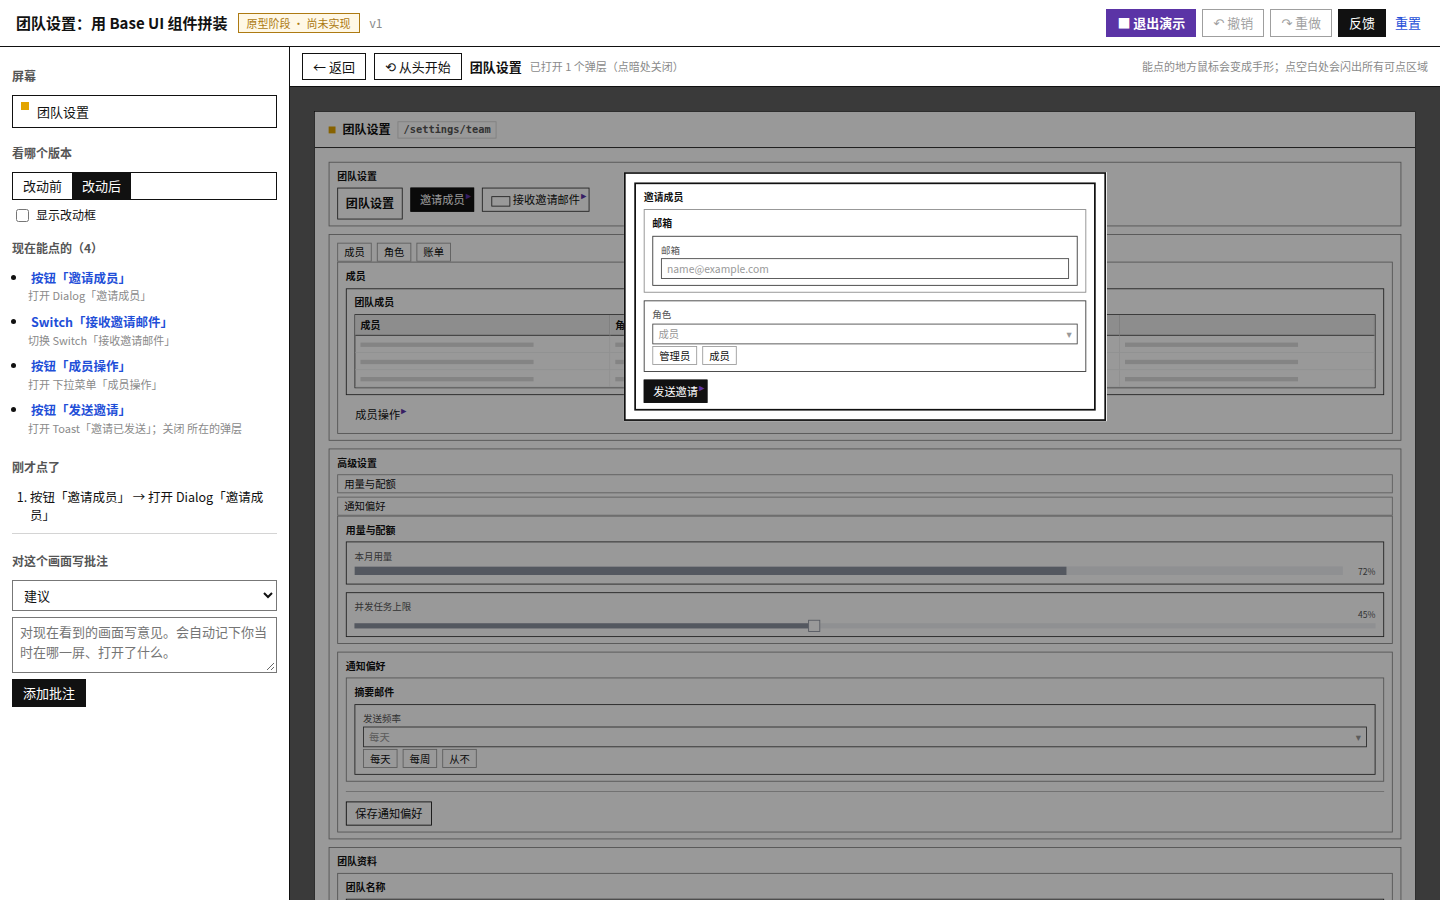 团队设置：用 Base UI 组件拼装
原型阶段 · 尚未实现
v1
■ 退出演示
↶ 撤销
↷ 重做
反馈
重置
屏幕
团队设置
看哪个版本
改动前
改动后
显示改动框
现在能点的（4）
按钮「邀请成员」
打开 Dialog「邀请成员」
Switch「接收邀请邮件」
切换 Switch「接收邀请邮件」
按钮「成员操作」
打开 下拉菜单「成员操作」
按钮「发送邀请」
打开 Toast「邀请已发送」；关闭 所在的弹层
刚才点了
1. 按钮「邀请成员」 → 打开 Dialog「邀请成
员」
对这个画面写批注
建议
对现在看到的画面写意见。会自动记下你当
时在哪一屏、打开了什么。
添加批注
← 返回
⟲ 从头开始
团队设置
已打开 1 个弹层（点暗处关闭）
能点的地方鼠标会变成手形；点空白处会闪出所有可点区域
团队设置
/settings/team
团队设置
团队设置
邀请成员
接收邀请邮件
成员
角色
账单
成员
团队成员
成员
角
成员操作
邀请成员
邮箱
邮箱
name@example.com
角色
成员
管理员
成员
发送邀请
高级设置
用量与配额
通知偏好
用量与配额
本月用量
72%
并发任务上限
45%
通知偏好
摘要邮件
发送频率
每天
每天
每周
从不
保存通知偏好
团队资料
团队名称